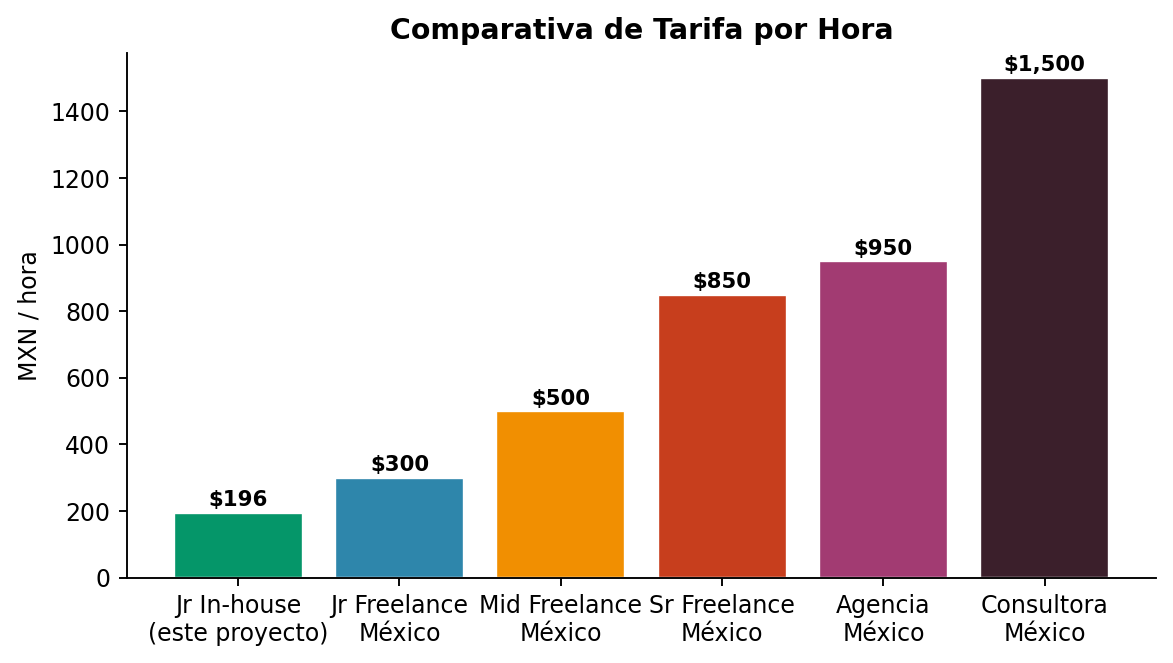 Comparativa de Tarifa por Hora
MXN / hora
1400
1200
1000
800
600
400
200
0
$196
$300
$500
$850
$950
$1,500
Jr In-house
(este proyecto)
Jr Freelance
México
Mid Freelance
México
Sr Freelance
México
Agencia
México
Consultora
México